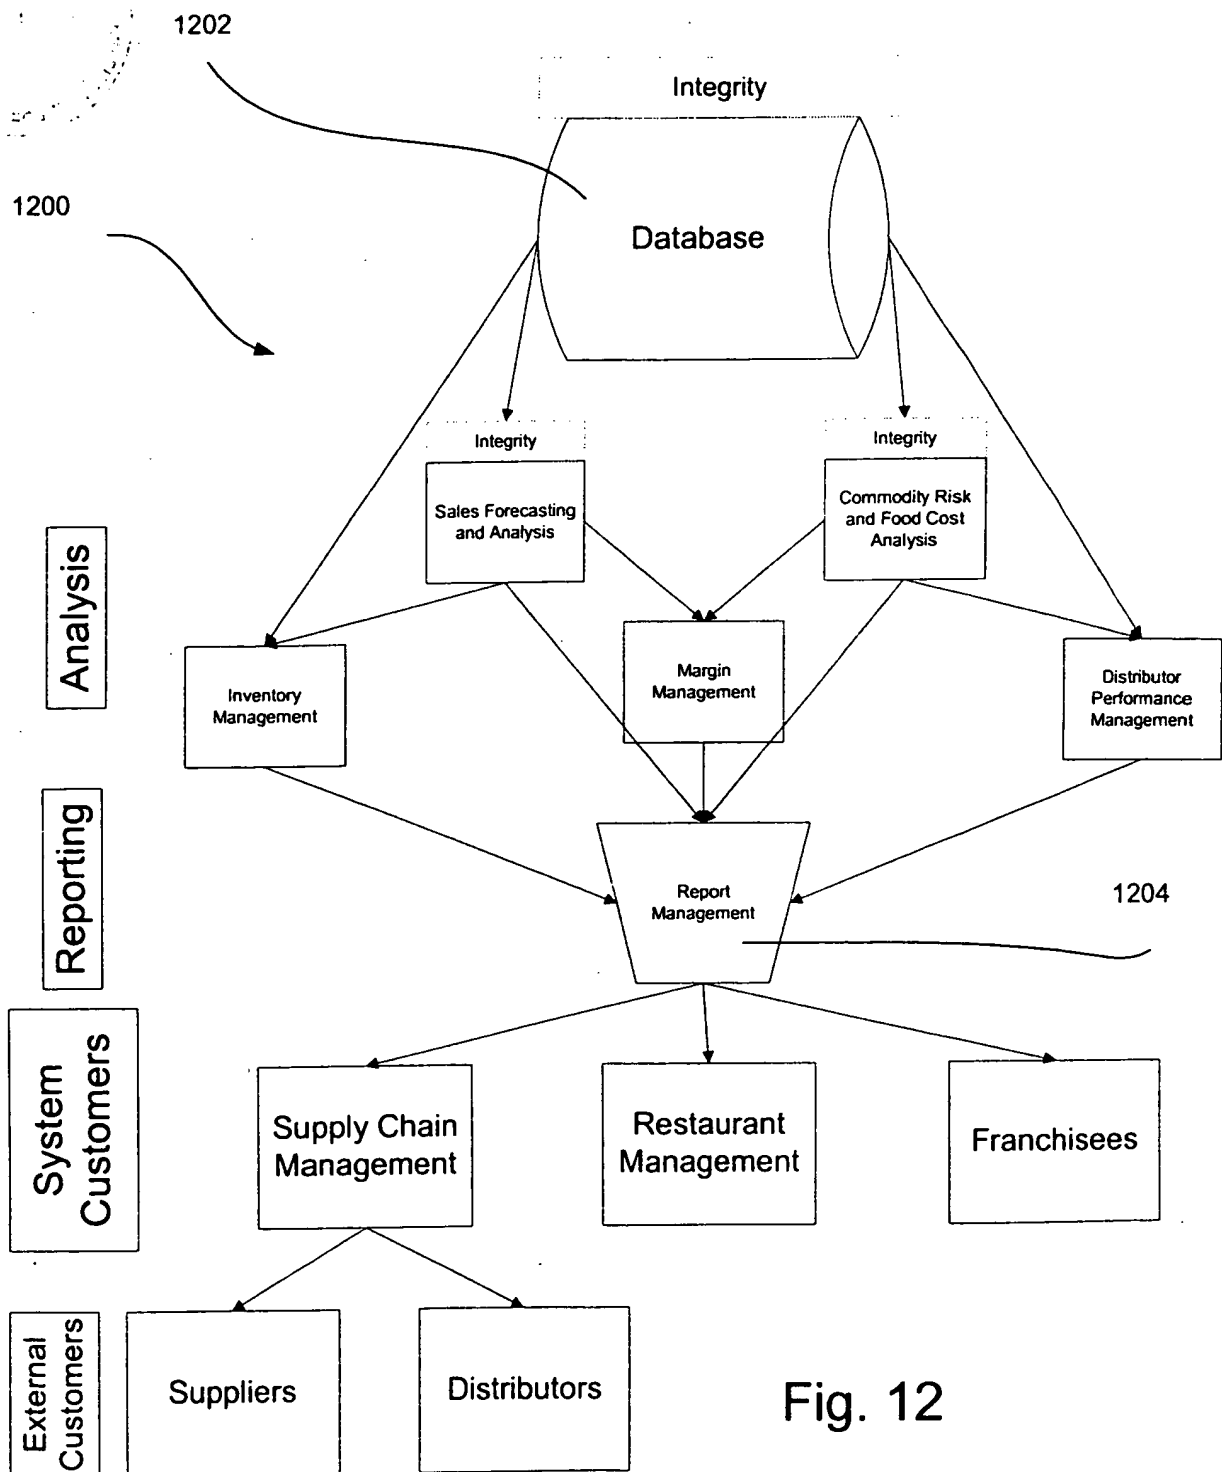 1202
Integrity
1200
Database
Integrity
Integrity
Sales Forecasting
and Analysis
Commodity Risk
and Food Cost
Analysis
Analysis
Inventory
Management
Margin
Management
Distributor
Performance
Management
Reporting
Report
Management
1204
System
Customers
Supply Chain
Management
Restaurant
Management
Franchisees
External
Customers
Suppliers
Distributors
Fig. 12